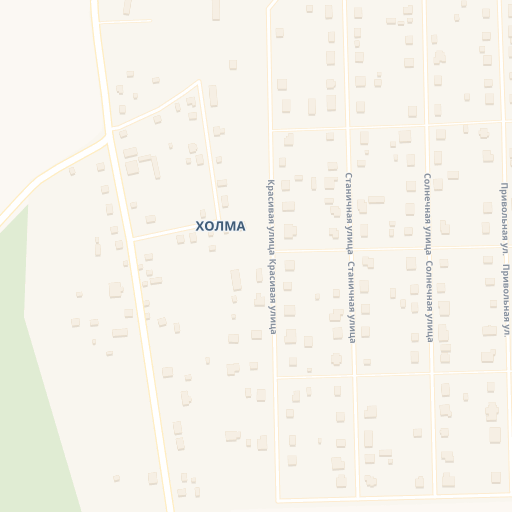 ХОЛМА
Красивая улица
Красивая улица
Станичная улица
Станичная улица
Солнечная улица
Солнечная улица
Привольная ул.
Привольная ул.